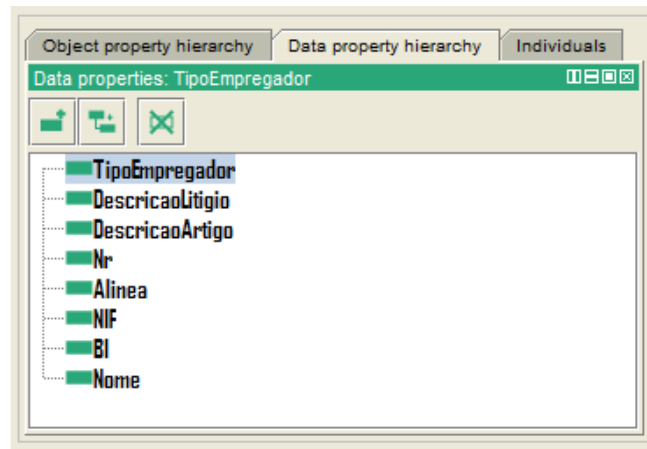 Object property hierarchy Data property hierarchy Individuals
Data properties: TipoEmpregador
TipoEmpregador
DescricaoLitigio
DescricaoArtigo
Nr
Alinea
NIF
BI
Nome